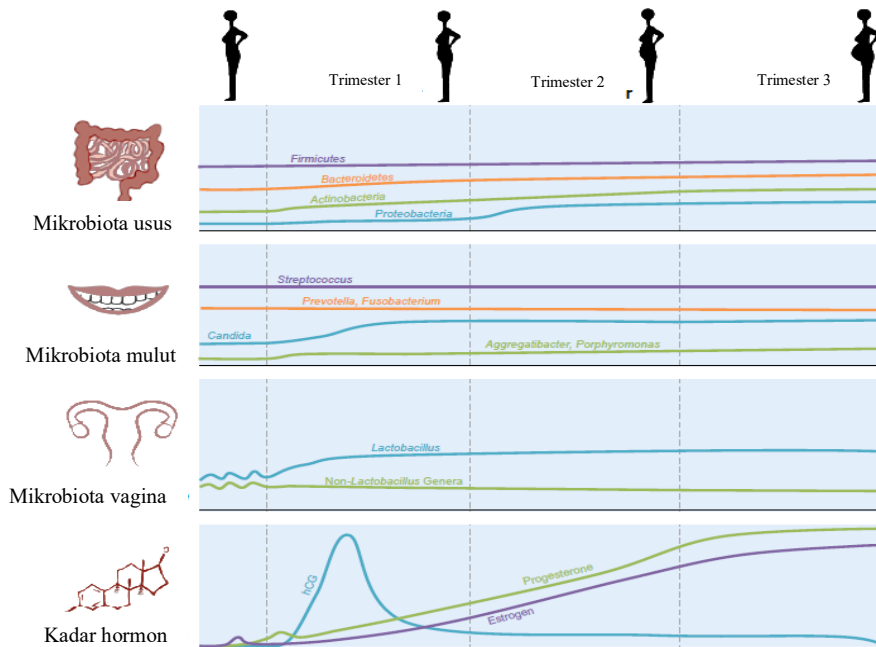 Trimester 1
Trimester 2
Trimester 3
r
Firmicutes
Bacteroidetes
Actinobacteria
Proteobacteria
Mikrobiota usus
Streptococcus
Prevotella, Fusobacterium
Candida
Aggregatibacter, Porphyromonas
Mikrobiota mulut
Lactobacillus
Non-Lactobacillus Genera
Mikrobiota vagina
hCG
Progesterone
Estrogen
Kadar hormon